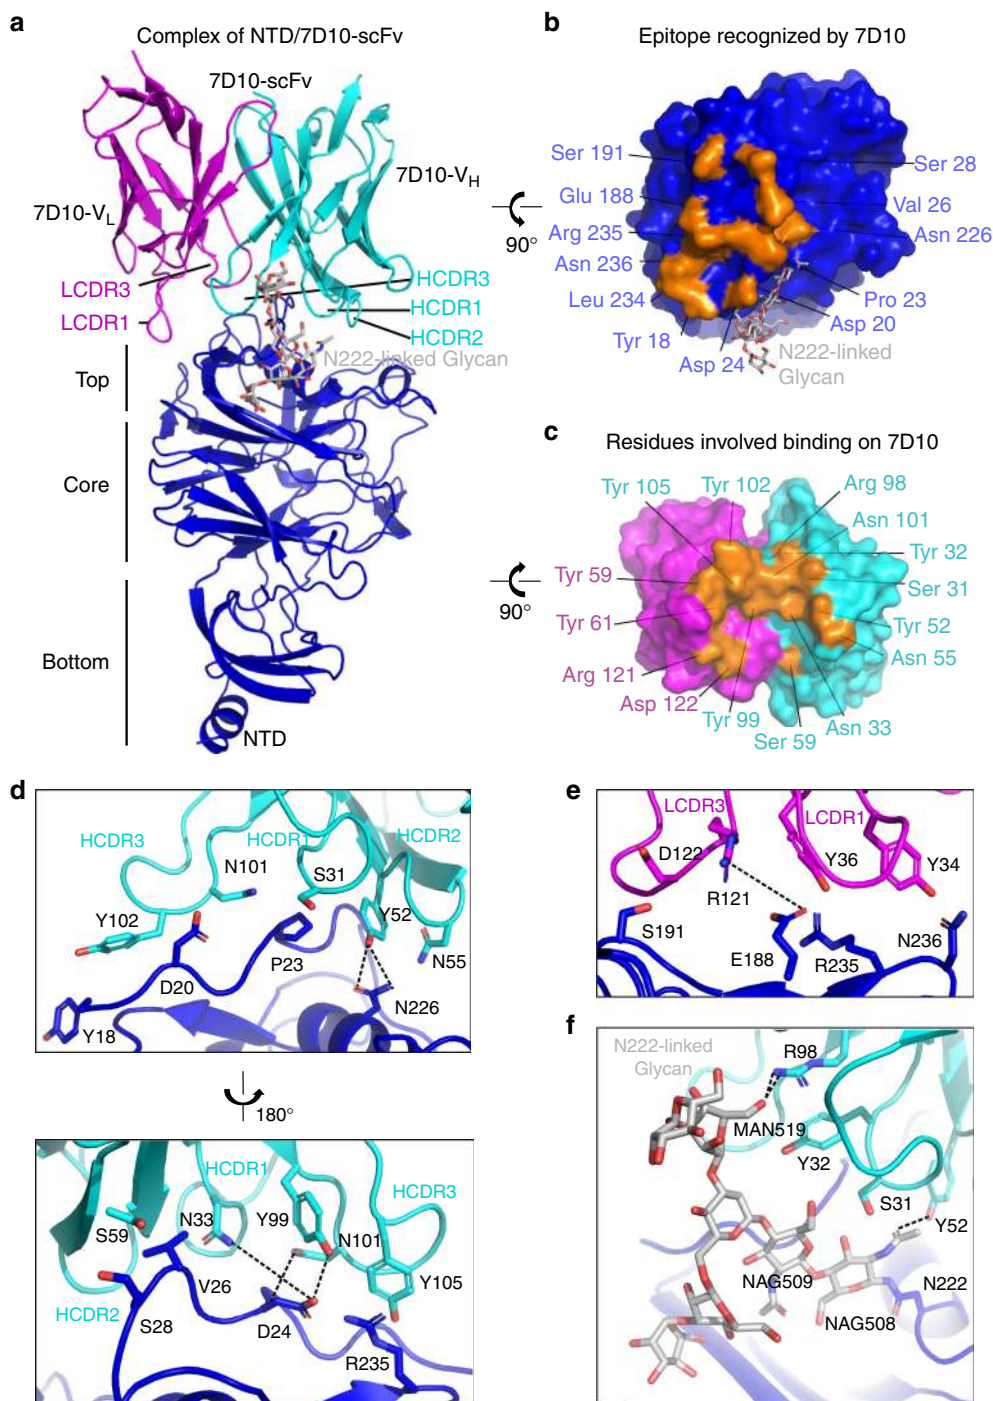 a
Complex of NTD/7D10-scFv
7D10-scFv
7D10-VH
7D10-VL
LCDR3
LCDR1
HCDR3
HCDR1
HCDR2
N222-linked Glycan
Top
Core
Bottom
NTD
90°
b
Epitope recognized by 7D10
Ser 191
Glu 188
Arg 235
Asn 236
Leu 234
Tyr 18
Asp 24
Ser 28
Val 26
Asn 226
Pro 23
Asp 20
N222-linked
Glycan
90°
c
Residues involved binding on 7D10
Tyr 105
Tyr 102
Arg 98
Asn 101
Tyr 32
Ser 31
Tyr 52
Asn 55
Asn 33
Ser 59
Tyr 99
Asp 122
Arg 121
Tyr 61
Tyr 59
d
HCDR3
HCDR1
HCDR2
N101
S31
Y102
Y52
N55
P23
D20
N226
Y18
180°
HCDR1
HCDR3
N33
Y99
S59
N101
V26
Y105
HCDR2
S28
D24
R235
e
LCDR3
LCDR1
D122
Y36
Y34
R121
S191
E188
R235
N236
f
N222-linked
Glycan
R98
MAN519
Y32
S31
Y52
NAG509
N222
NAG508